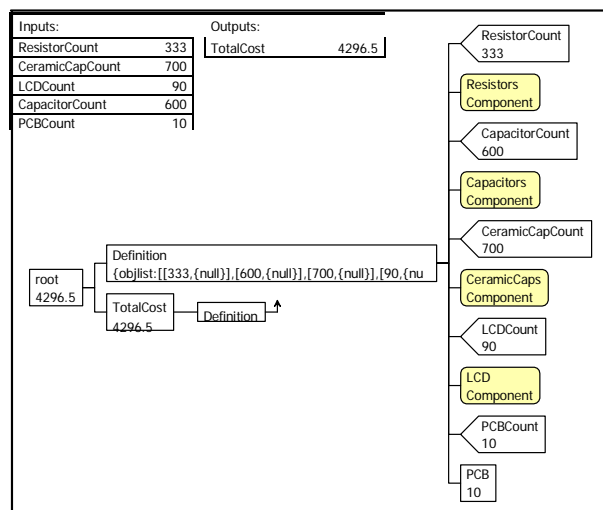 Inputs:
ResistorCount 333
CeramicCapCount 700
LCDCount 90
CapacitorCount 600
PCBCount 10
Outputs:
TotalCost 4296.5
root
4296.5
Definition
{objlist:[[333,{null}],[600,{null}],[700,{null}],[90,{nu
TotalCost
4296.5
Definition
ResistorCount
333
Resistors
Component
CapacitorCount
600
Capacitors
Component
CeramicCapCount
700
CeramicCaps
Component
LCDCount
90
LCD
Component
PCBCount
10
PCB
10